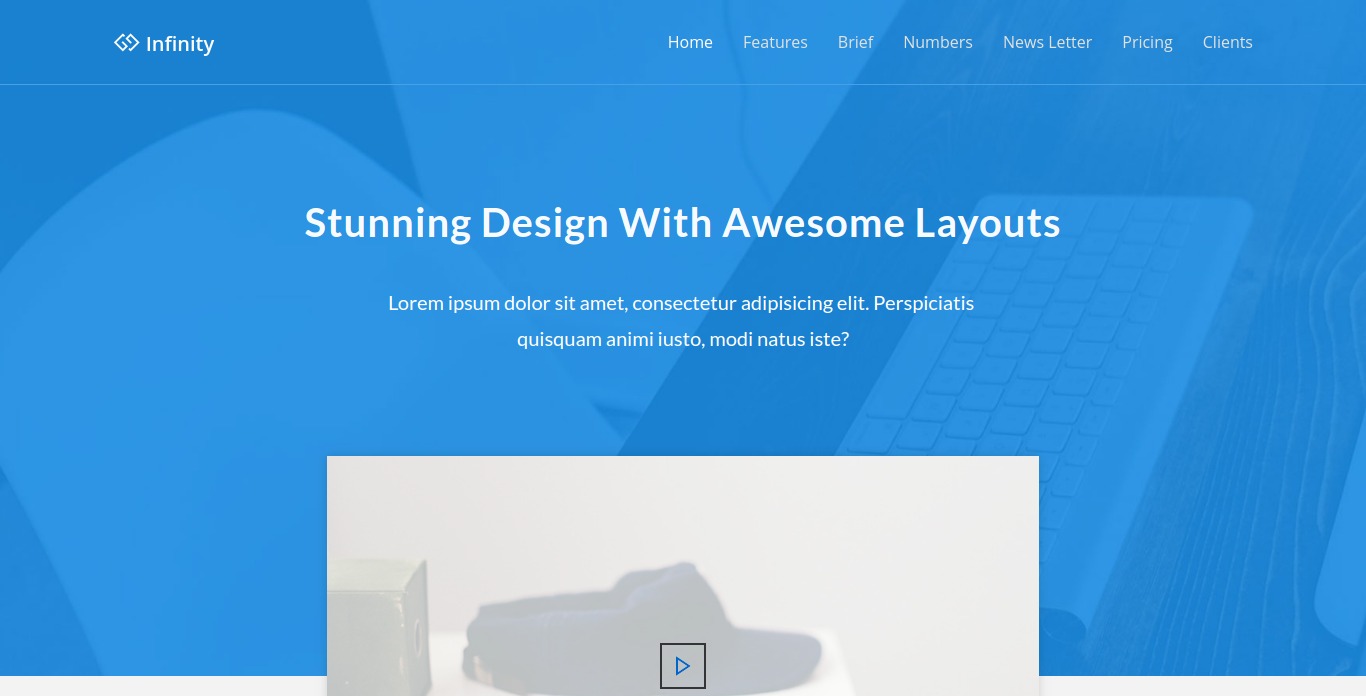 Infinity
Home Features Brief Numbers News Letter Pricing Clients
Stunning Design With Awesome Layouts
Lorem ipsum dolor sit amet, consectetur adipisicing elit. Perspiciatis
quisquam animi iusto, modi natus iste?